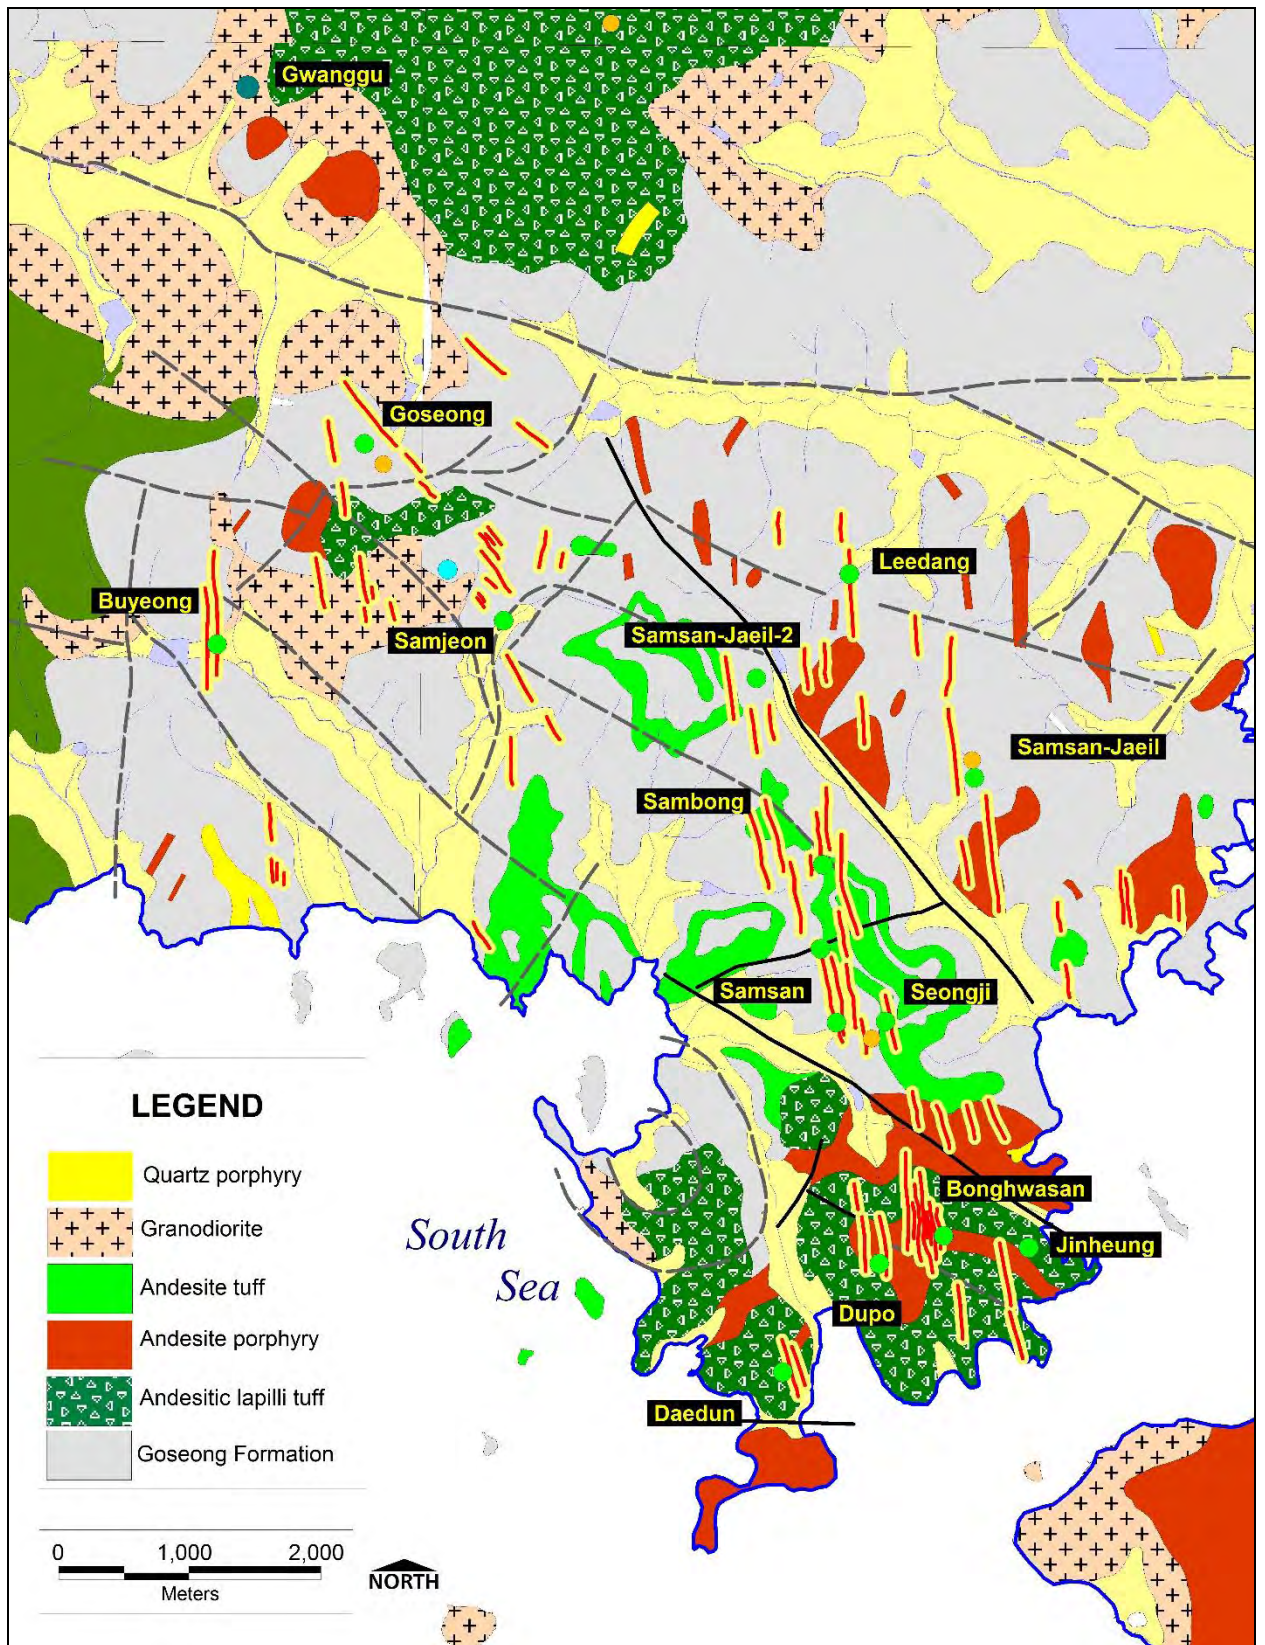 Gwanggu
Goseong
Leedang
Buyeong
Samjeon
Samsan-Jaeil-2
Samsan-Jaeil
Sambong
Samsan
Seongji
LEGEND
Quartz porphyry
Granodiorite
Andesite tuff
Andesite porphyry
Andesitic lapilli tuff
Goseong Formation
South
Sea
Bonghwasan
Jinheung
Dupo
Daedun
0 1,000 2,000
Meters
NORTH